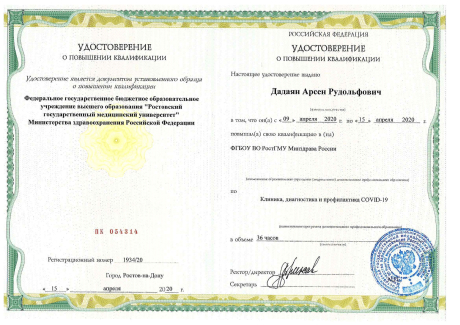 УДОСТОВЕРЕНИЕ
О ПОВЫШЕНИИ КВАЛИФИКАЦИИ
Удостоверение является документом установленного образца
о повышении квалификации
Федеральное государственное бюджетное образовательное
учреждение высшего образования "Ростовский
государственный медицинский университет"
Министерства здравоохранения Российской Федерации
ПК 054314
Регистрационный номер 1934/20
Город, Ростов-на-Дону
« 15 » апреля 2020 г.
РОССИЙСКАЯ ФЕДЕРАЦИЯ
УДОСТОВЕРЕНИЕ
О ПОВЫШЕНИИ КВАЛИФИКАЦИИ
Настоящее удостоверение выдано
Дадаян Арсен Рудольфович
в том, что он(а) с «09» апреля 2020 г. по «15» апреля 2020 г.
повысил(а) свою квалификацию в (на)
ФГБОУ ВО РостГМУ Минздрава России
по
Клиника, диагностика и профилактика COVID-19
в объеме 36 часов
Ректор/директор
Секретарь